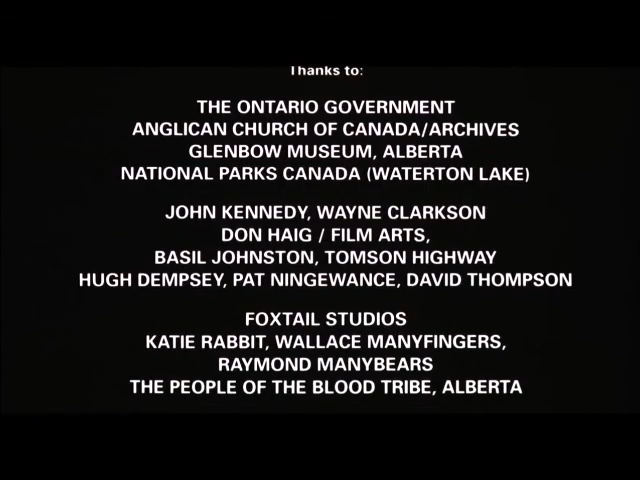 Thanks to:
THE ONTARIO GOVERNMENT
ANGLICAN CHURCH OF CANADA/ARCHIVES
GLENBOW MUSEUM, ALBERTA
NATIONAL PARKS CANADA (WATERTON LAKE)
JOHN KENNEDY, WAYNE CLARKSON
DON HAIG / FILM ARTS,
BASIL JOHNSTON, TOMSON HIGHWAY
HUGH DEMPSEY, PAT NINGEWANCE, DAVID THOMPSON
FOXTAIL STUDIOS
KATIE RABBIT, WALLACE MANYFINGERS,
RAYMOND MANYBEARS
THE PEOPLE OF THE BLOOD TRIBE, ALBERTA